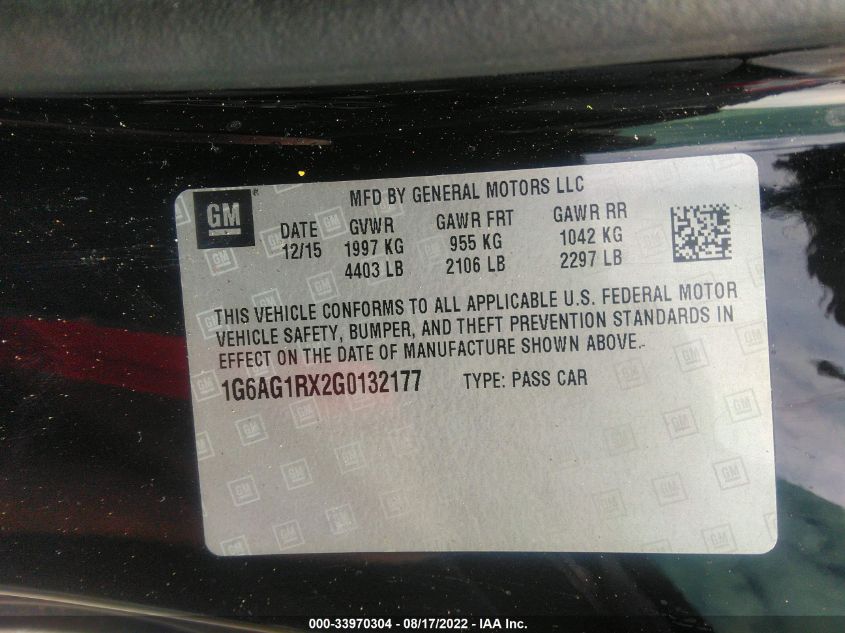 MFD BY GENERAL MOTORS LLC
GM ®
DATE GVWR GAWR FRT GAWR RR
12/15 1997 KG 955 KG 1042 KG
4403 LB 2106 LB 2297 LB
THIS VEHICLE CONFORMS TO ALL APPLICABLE U.S. FEDERAL MOTOR
VEHICLE SAFETY, BUMPER, AND THEFT PREVENTION STANDARDS IN
EFFECT ON THE DATE OF MANUFACTURE SHOWN ABOVE.
1G6AG1RX2G0132177 TYPE: PASS CAR
000-33970304 - 08/17/2022 - IAA Inc.